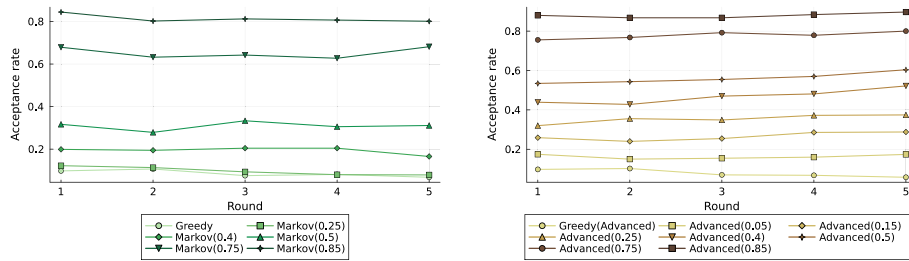 Acceptance rate
0.8
0.6
0.4
0.2
1 2 3 4 5
Round
Greedy Markov(0.25)
Markov(0.4) Markov(0.5)
Markov(0.75) Markov(0.85)
Acceptance rate
0.8
0.6
0.4
0.2
1 2 3 4 5
Round
Greedy(Advanced) Advanced(0.05) Advanced(0.15)
Advanced(0.25) Advanced(0.4) Advanced(0.5)
Advanced(0.75) Advanced(0.85)